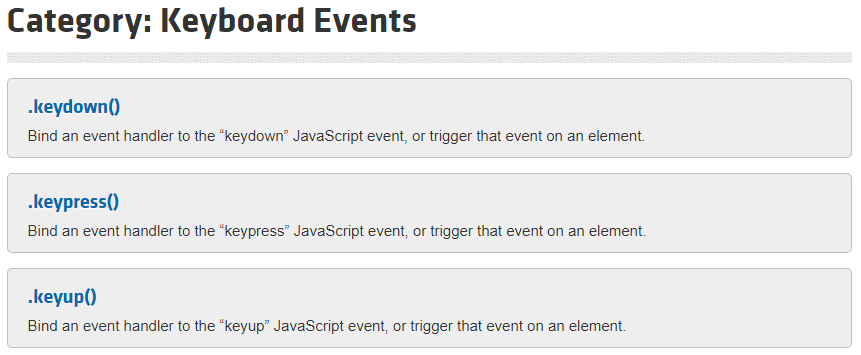 Category: Keyboard Events
.keydown()
Bind an event handler to the “keydown” JavaScript event, or trigger that event on an element.
.keypress()
Bind an event handler to the “keypress” JavaScript event, or trigger that event on an element.
.keyup()
Bind an event handler to the “keyup” JavaScript event, or trigger that event on an element.